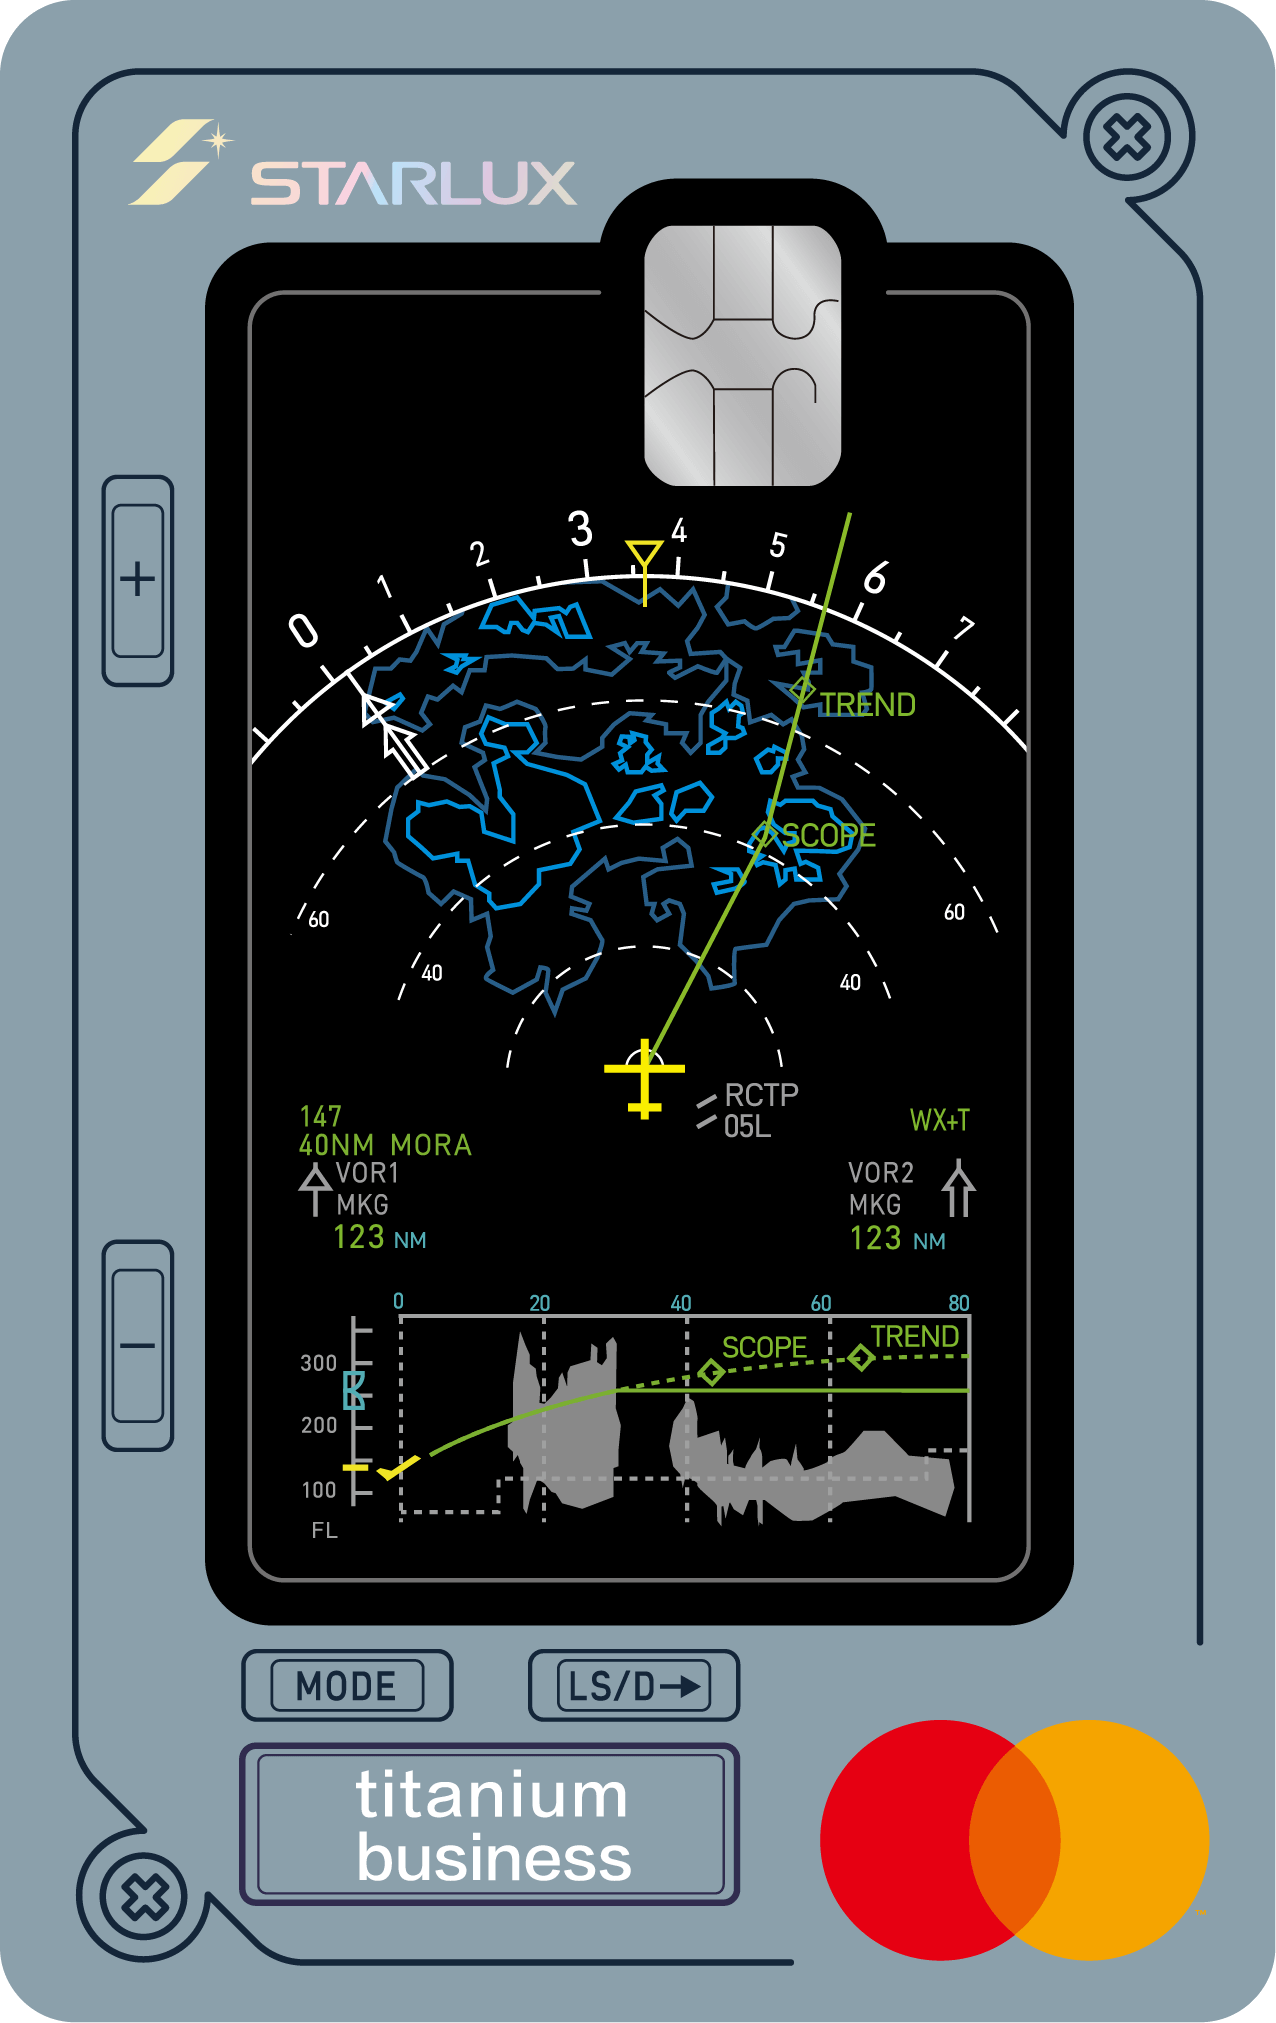 STARLUX
0 1 2 3 4 5 6 7
TREND
SCOPE
60 60
40 40
RCTP
05L
147
40NM MORA
WX+T
VOR1
MKG
123 NM
VOR2
MKG
123 NM
0 20 40 60 80
SCOPE TREND
300
200
100
FL
MODE
LS/D
titanium
business
TM